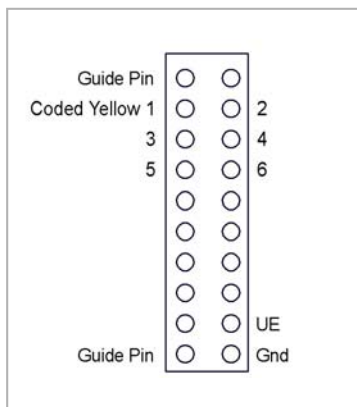 Guide Pin
Coded Yellow 1 2
3 4
5 6
UE
Guide Pin Gnd